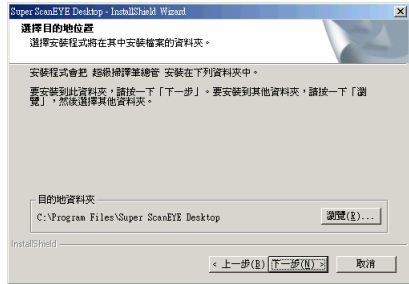 Super ScanEYE Desktop - InstallShield Wizard
選擇目的地位置
選擇安裝程式將在其中安裝檔案的資料夾。
安裝程式會把 超級掃譯筆總管 安裝在下列資料夾中。
要安裝到此資料夾，請按一下「下一步」。要安裝到其他資料夾，請按一下「瀏
覽」，然後選擇其他資料夾。
目的地資料夾
C:\Program Files\Super ScanEYE Desktop
瀏覽(R)...
InstallShield
< 上一步(B) 下一步(N) > 取消